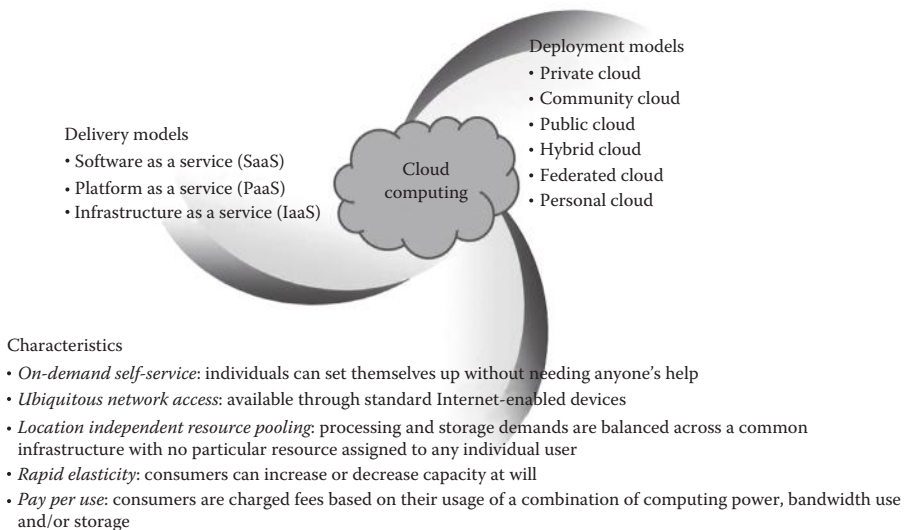 Deployment models
• Private cloud
• Community cloud
• Public cloud
• Hybrid cloud
• Federated cloud
• Personal cloud
Delivery models
• Software as a service (SaaS)
• Platform as a service (PaaS)
• Infrastructure as a service (IaaS)
Cloud
computing
Characteristics
• On-demand self-service: individuals can set themselves up without needing anyone’s help
• Ubiquitous network access: available through standard Internet-enabled devices
• Location independent resource pooling: processing and storage demands are balanced across a common
infrastructure with no particular resource assigned to any individual user
• Rapid elasticity: consumers can increase or decrease capacity at will
• Pay per use: consumers are charged fees based on their usage of a combination of computing power, bandwidth use
and/or storage